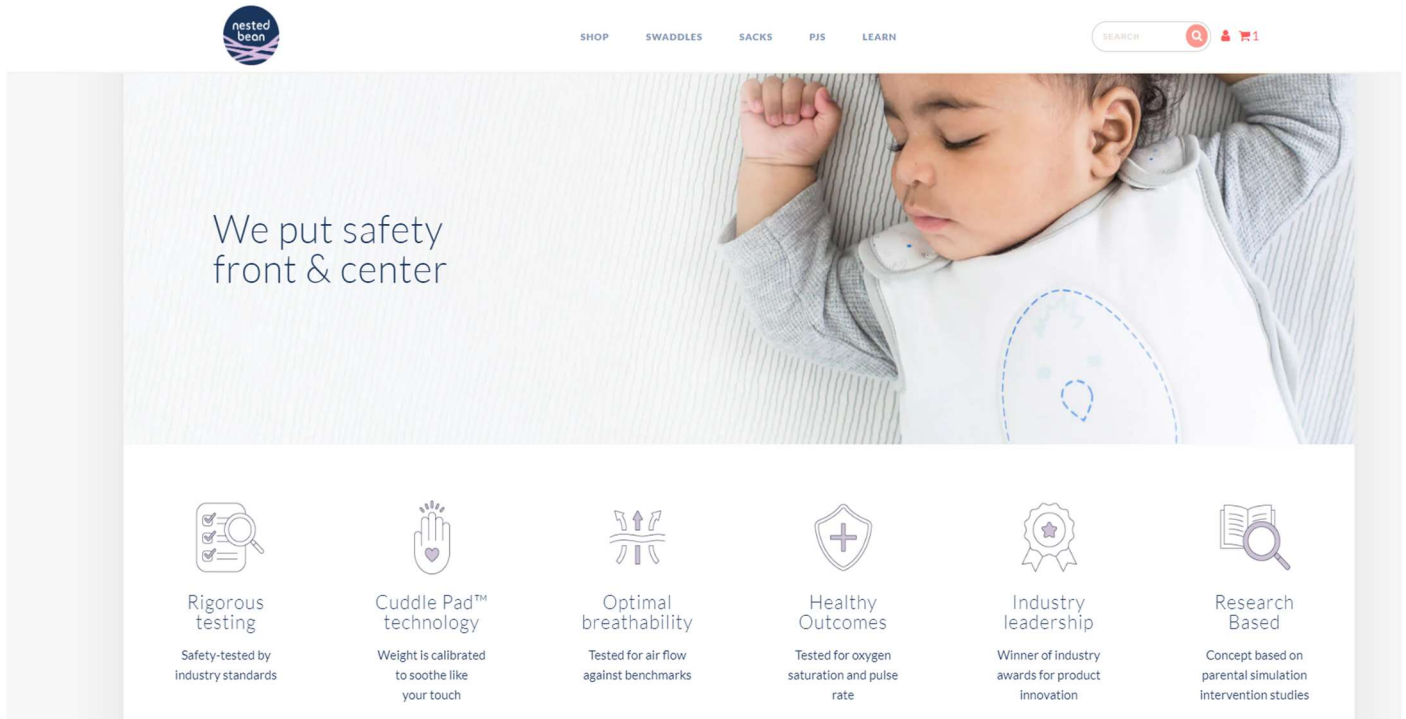 nested
bean
SHOP
SWADDLES
SACKS
PJS
LEARN
SEARCH
1
We put safety
front & center
Rigorous
testing
Safety-tested by
industry standards
Cuddle Pad™
technology
Weight is calibrated
to soothe like
your touch
Optimal
breathability
Tested for air flow
against benchmarks
Healthy
Outcomes
Tested for oxygen
saturation and pulse
rate
Industry
leadership
Winner of industry
awards for product
innovation
Research
Based
Concept based on
parental simulation
intervention studies